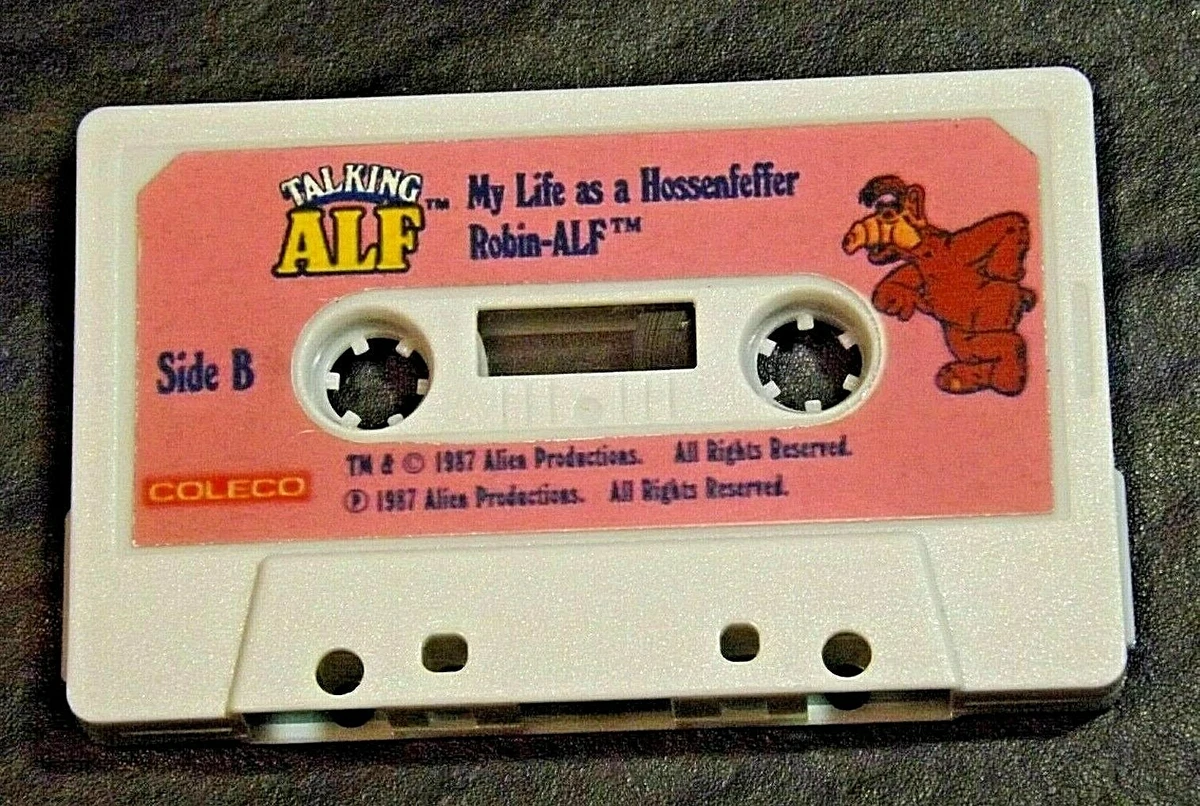 TALKING
ALF™
My Life as a Hossenfeffer
Robin-ALF™
Side B
COLECO
TM & © 1987 Alien Productions. All Rights Reserved.
℗ 1987 Alien Productions. All Rights Reserved.